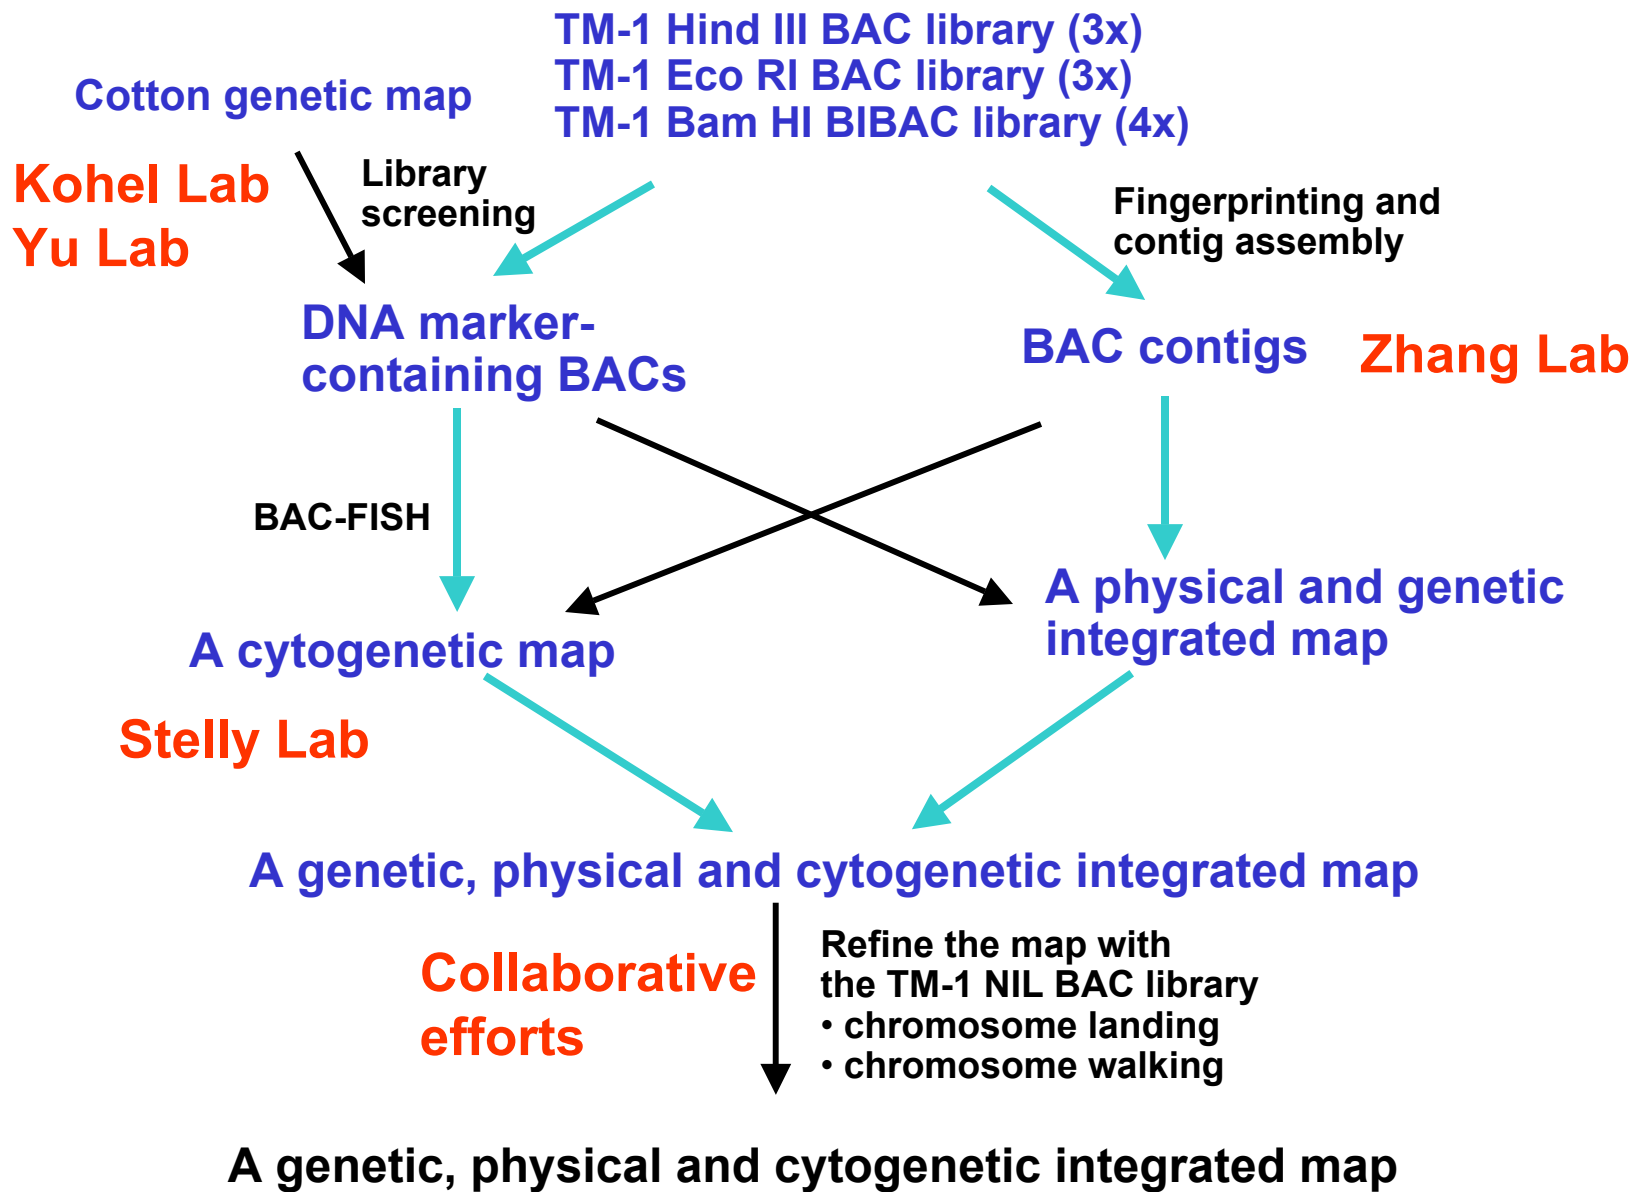 TM-1 Hind III BAC library (3x)
TM-1 Eco RI BAC library (3x)
TM-1 Bam HI BIBAC library (4x)
Cotton genetic map
Kohel Lab
Yu Lab
Library
screening
Fingerprinting and
contig assembly
DNA marker-
containing BACs
BAC contigs
Zhang Lab
BAC-FISH
A cytogenetic map
A physical and genetic
integrated map
Stelly Lab
A genetic, physical and cytogenetic integrated map
Collaborative
efforts
Refine the map with
the TM-1 NIL BAC library
• chromosome landing
• chromosome walking
A genetic, physical and cytogenetic integrated map